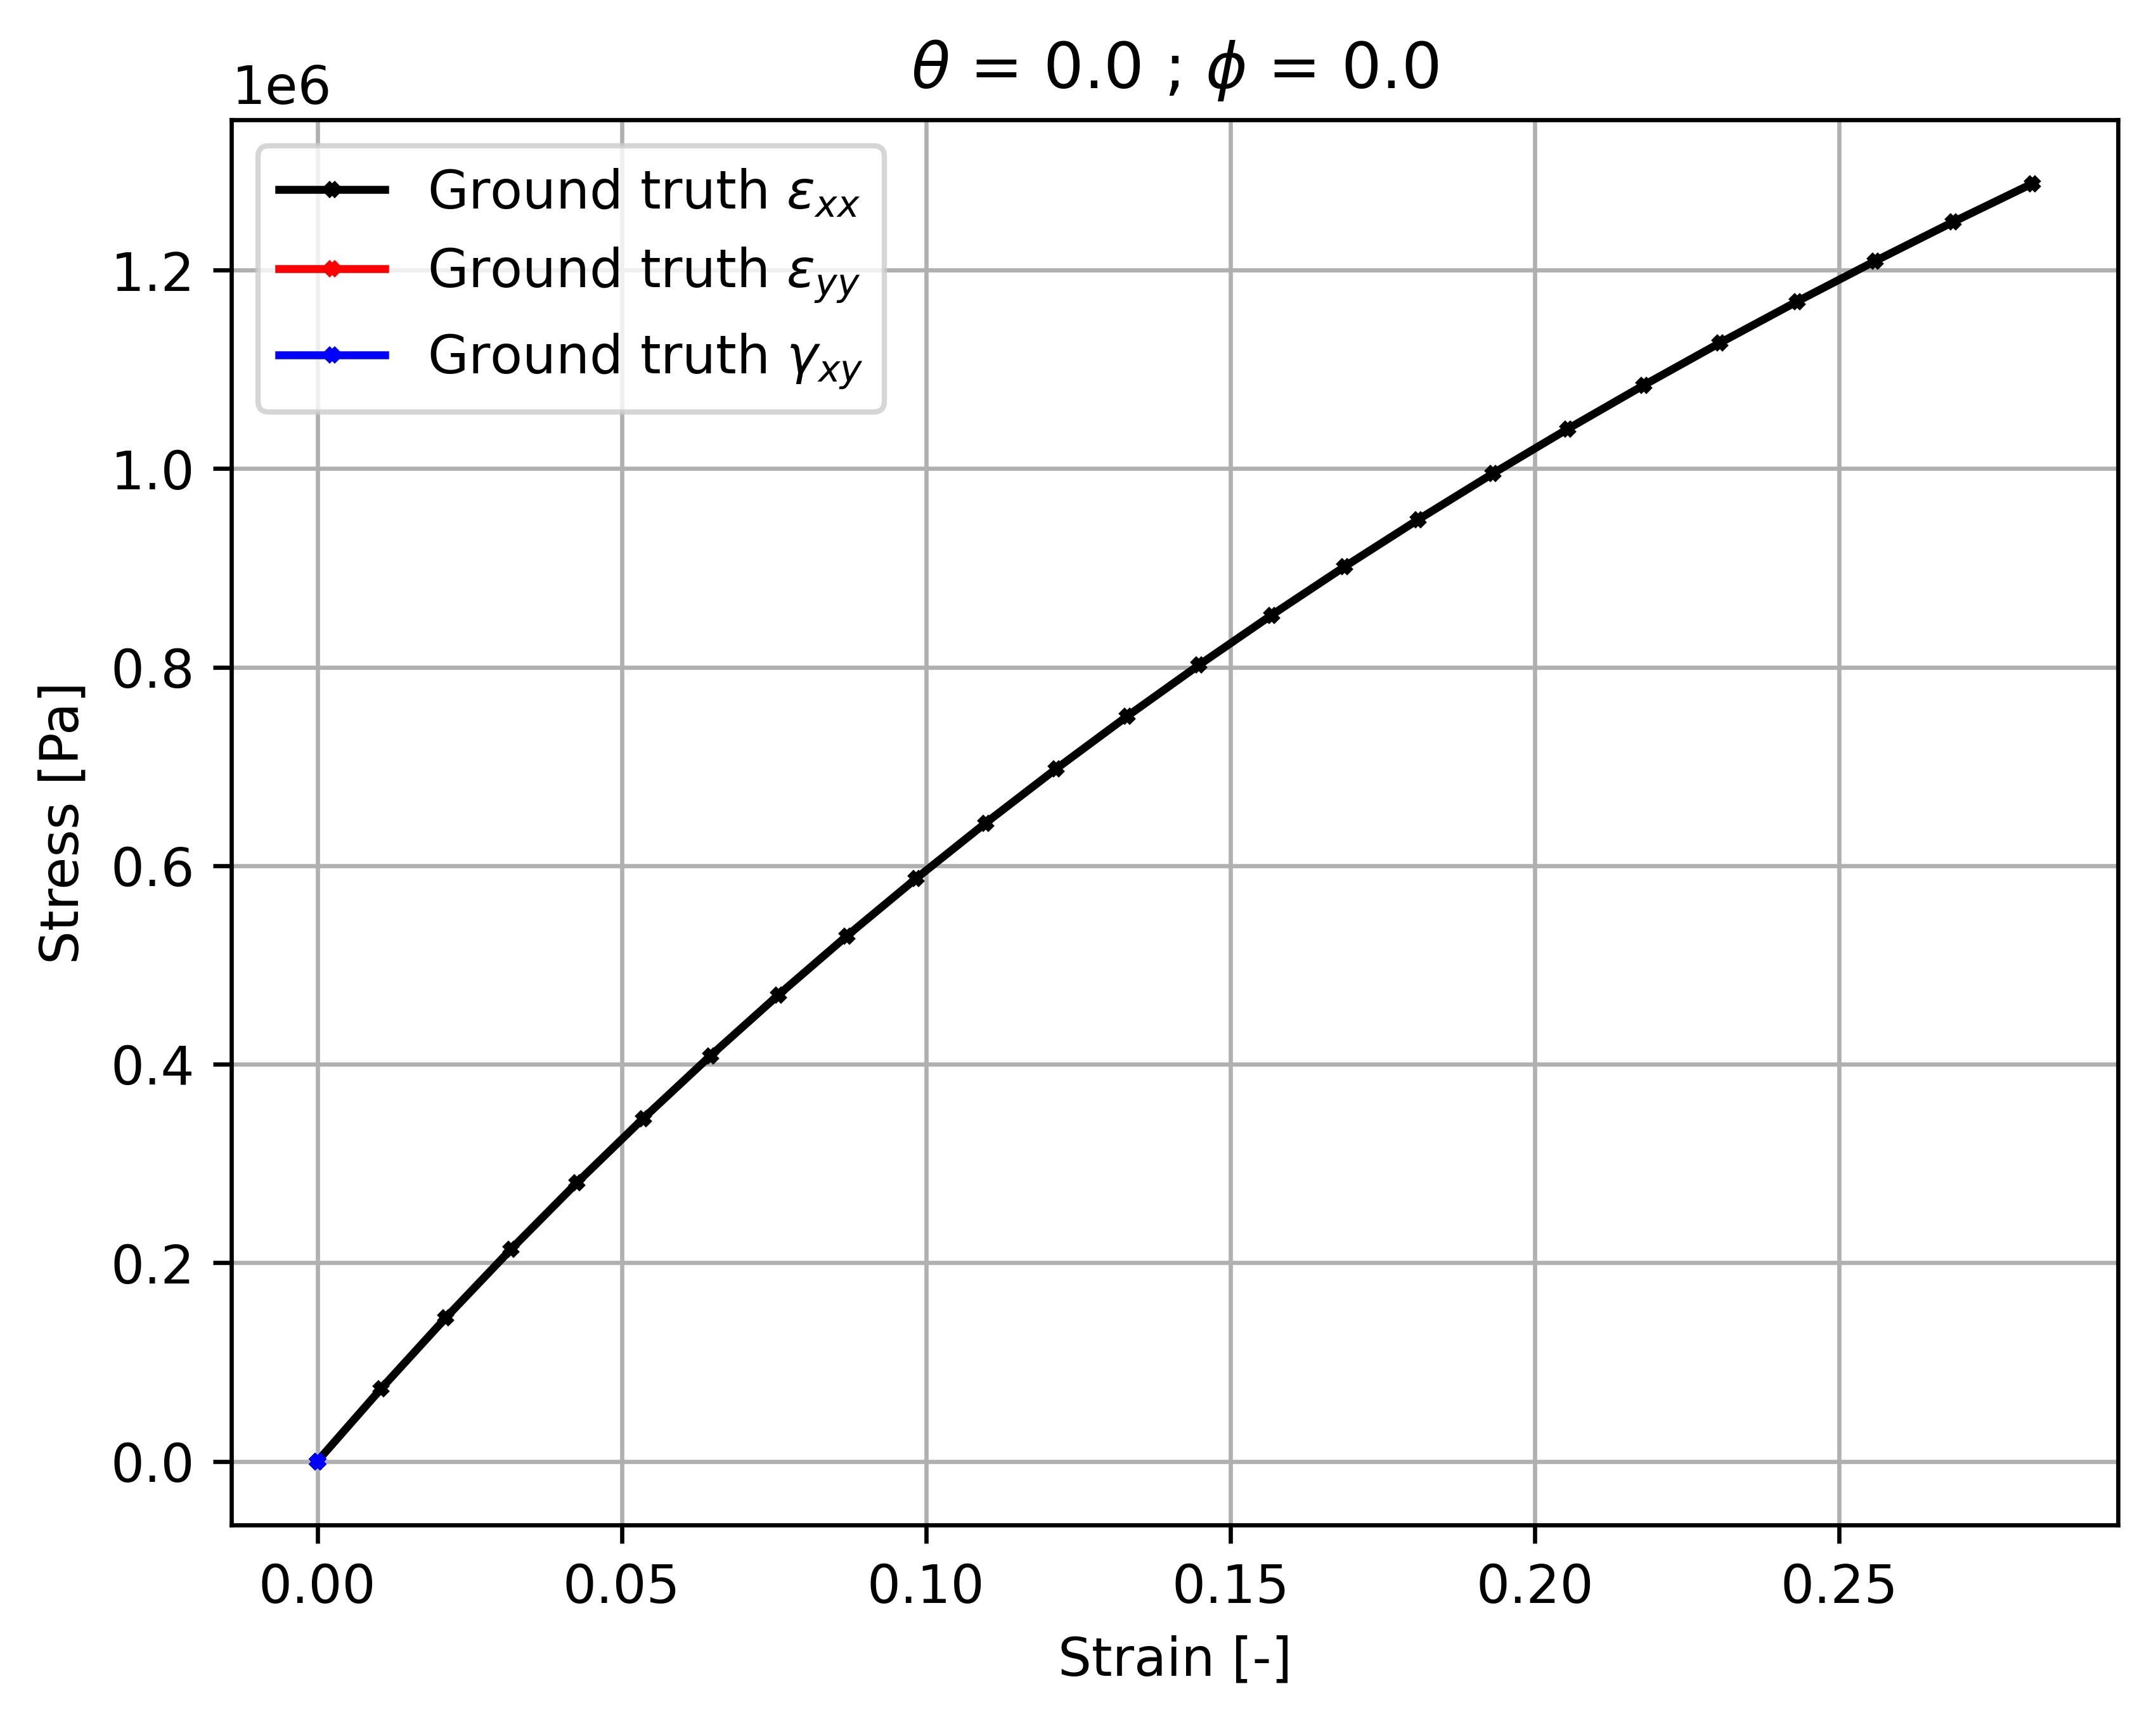 θ = 0.0 ; ϕ = 0.0
1e6
Ground truth εxx
Ground truth εyy
Ground truth γxy
1.2
1.0
0.8
0.6
0.4
0.2
0.0
Stress [Pa]
0.00 0.05 0.10 0.15 0.20 0.25
Strain [-]